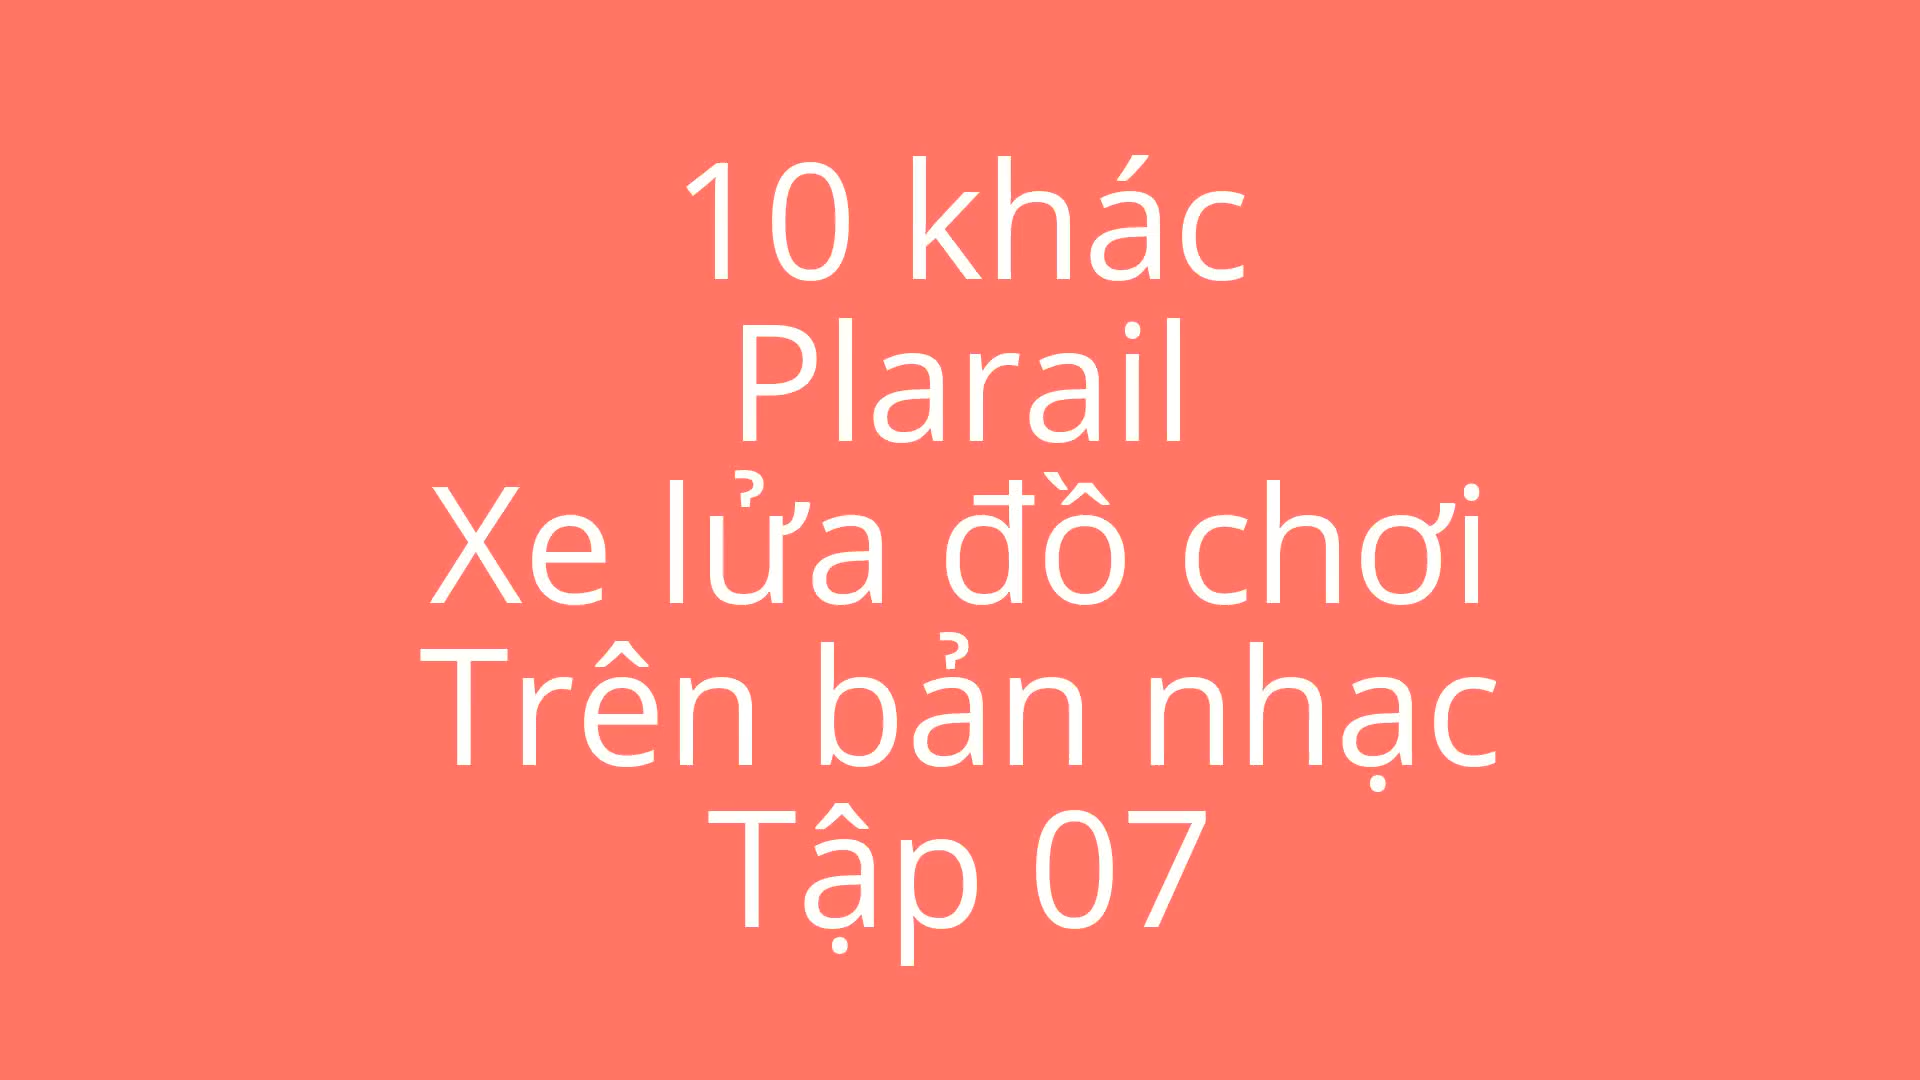 10 khác
Plarail
Xe lửa đồ chơi
Trên bản nhạc
Tập 07